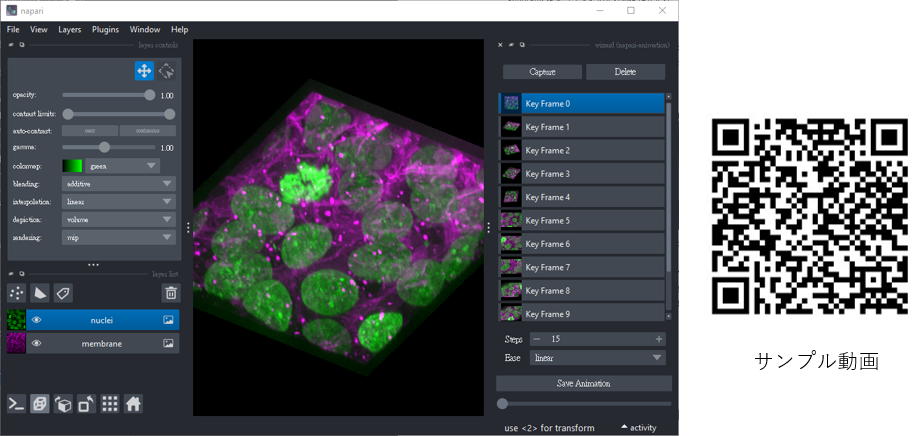 napari
File View Layers Plugins Window Help
layer controls
opacity: 1.00
contrast limits:
auto-contrast: once continuous
gamma: 1.00
colormap: green
blending: additive
interpolation: linear
depiction: volume
rendering: mip
layer list
nuclei
membrane
wizard (napari-animation)
Capture Delete
Key Frame 0
Key Frame 1
Key Frame 2
Key Frame 3
Key Frame 4
Key Frame 5
Key Frame 6
Key Frame 7
Key Frame 8
Key Frame 9
Steps 15
Ease linear
Save Animation
use <2> for transform activity
サンプル動画